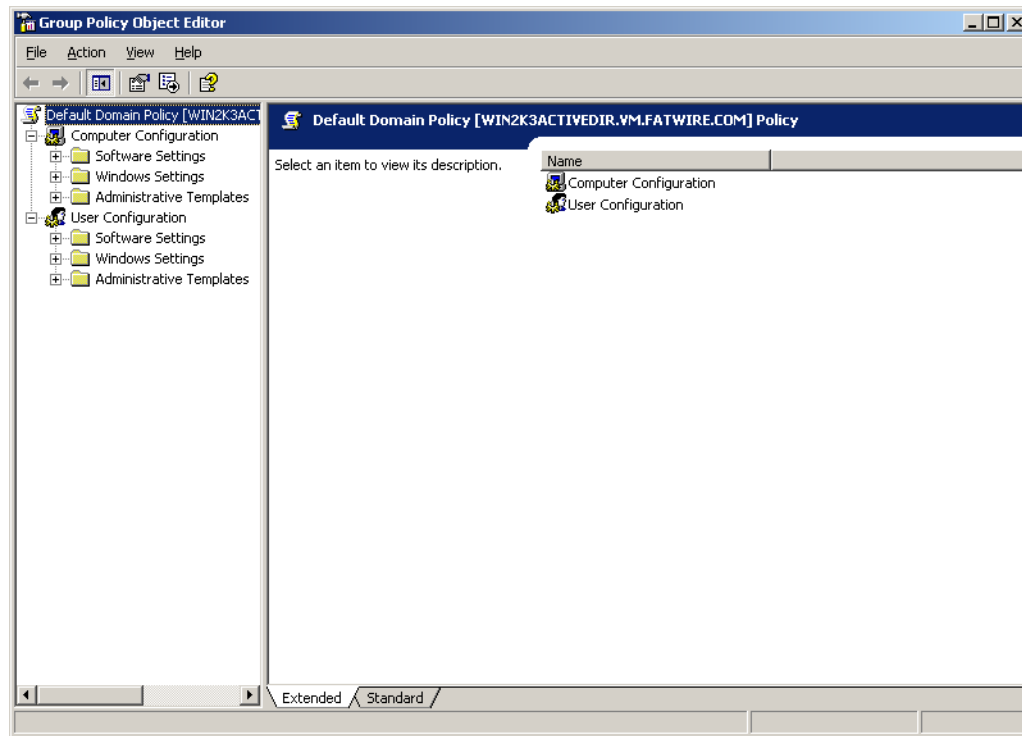 Group Policy Object Editor
File Action View Help
Default Domain Policy [WIN2K3ACT
Computer Configuration
Software Settings
Windows Settings
Administrative Templates
User Configuration
Software Settings
Windows Settings
Administrative Templates
Default Domain Policy [WIN2K3ACTIVEDIR.VM.FATWIRE.COM] Policy
Select an item to view its description.
Name
Computer Configuration
User Configuration
Extended Standard